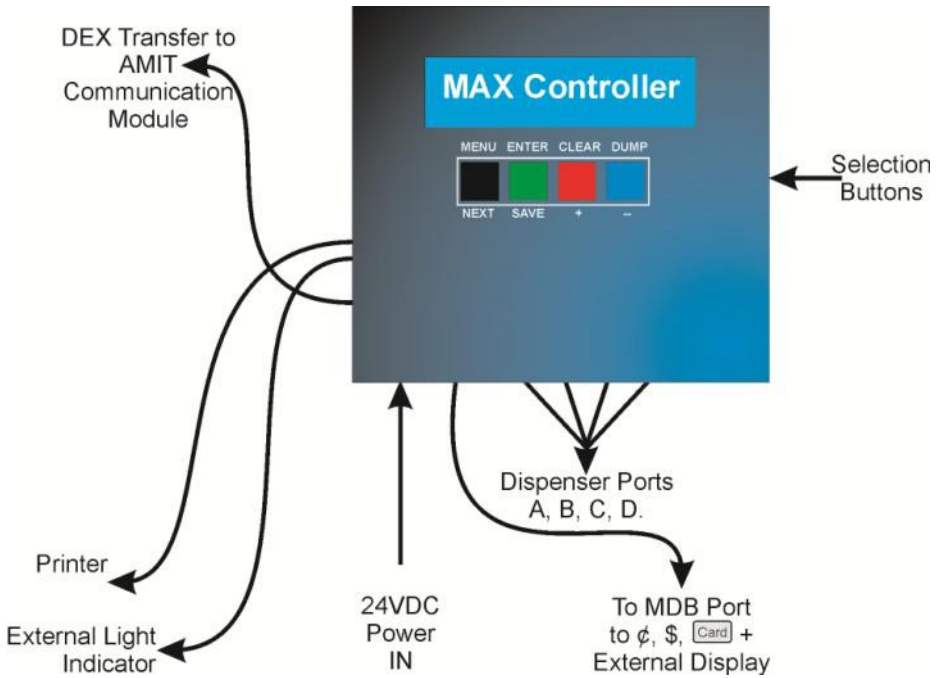 DEX Transfer to
AMIT
Communication
Module
MAX Controller
MENU ENTER CLEAR DUMP
NEXT SAVE + --
Selection
Buttons
Dispenser Ports
A, B, C, D.
Printer
External Light
Indicator
24VDC
Power
IN
To MDB Port
to ¢, $, Card +
External Display